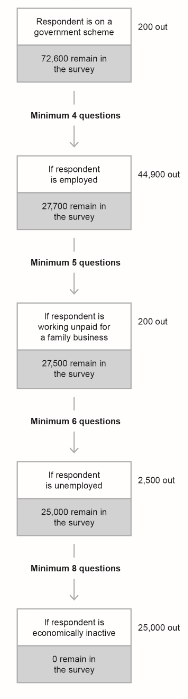 Respondent is on a
government scheme
200 out
72,600 remain in
the survey
Minimum 4 questions
If respondent
is employed
44,900 out
27,700 remain in
the survey
Minimum 5 questions
If respondent is
working unpaid for
a family business
200 out
27,500 remain in
the survey
Minimum 6 questions
If respondent
is unemployed
2,500 out
25,000 remain in
the survey
Minimum 8 questions
If respondent is
economically inactive
25,000 out
0 remain in
the survey